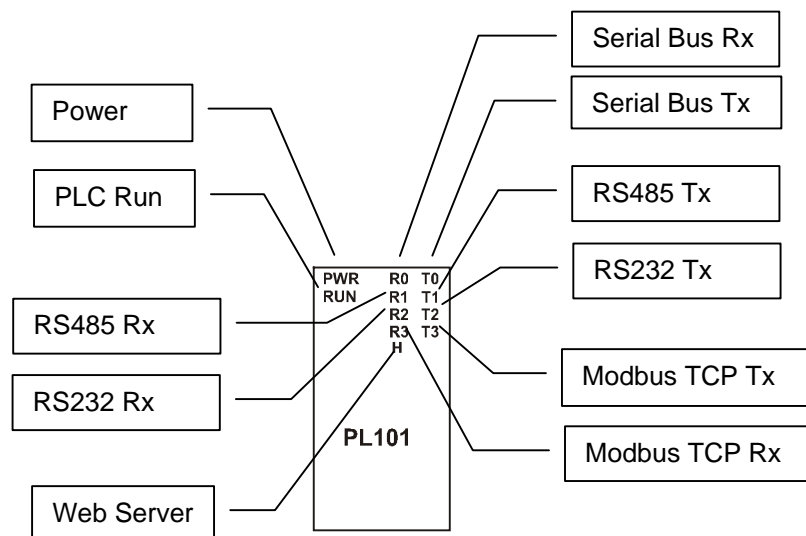 Serial Bus Rx
Power
Serial Bus Tx
PLC Run
RS485 Tx
RS232 Tx
PWR R0 T0
RUN R1 T1
R2 T2
R3 T3
H
RS485 Rx
Modbus TCP Tx
RS232 Rx
PL101
Modbus TCP Rx
Web Server